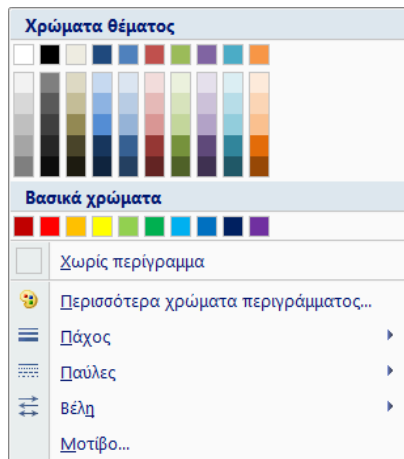 Χρώματα θέματος
Βασικά χρώματα
Χωρίς περίγραμμα
Περισσότερα χρώματα περιγράμματος...
Πάχος
Παύλες
Βέλη
Μοτίβο...